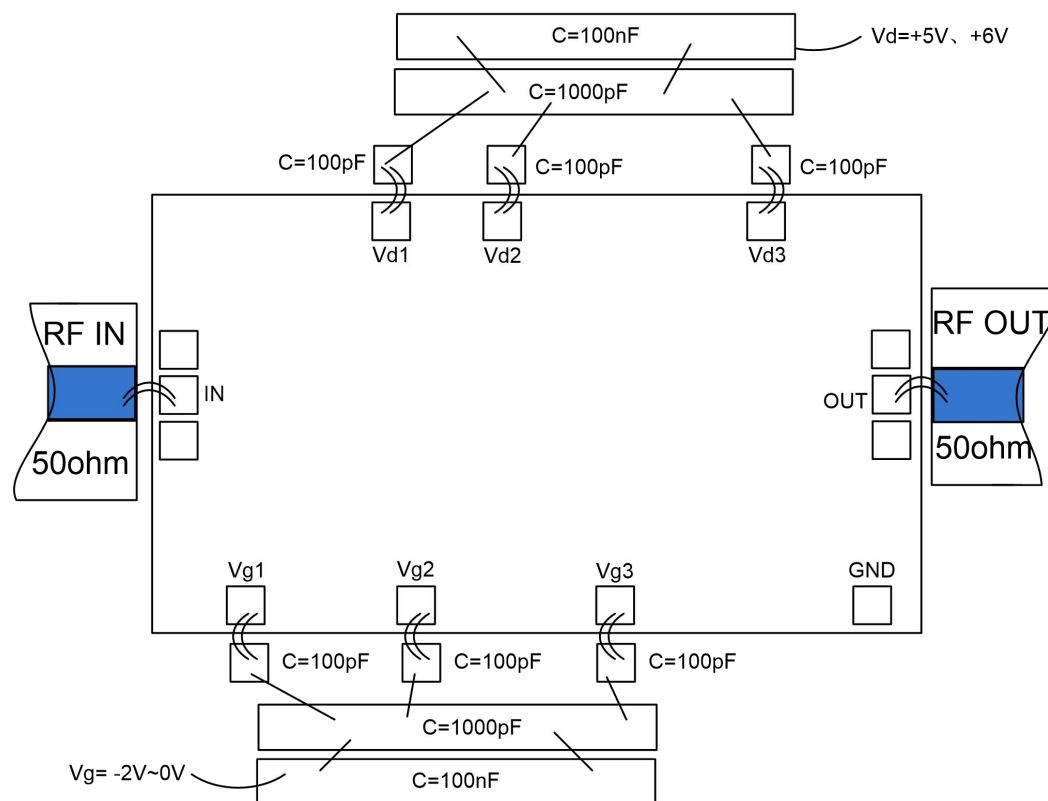 C=100nF
Vd=+5V、+6V
C=1000pF
C=100pF
C=100pF
C=100pF
Vd1
Vd2
Vd3
RF IN
RF OUT
IN
OUT
50ohm
50ohm
Vg1
Vg2
Vg3
GND
C=100pF
C=100pF
C=100pF
C=1000pF
Vg= -2V~0V
C=100nF